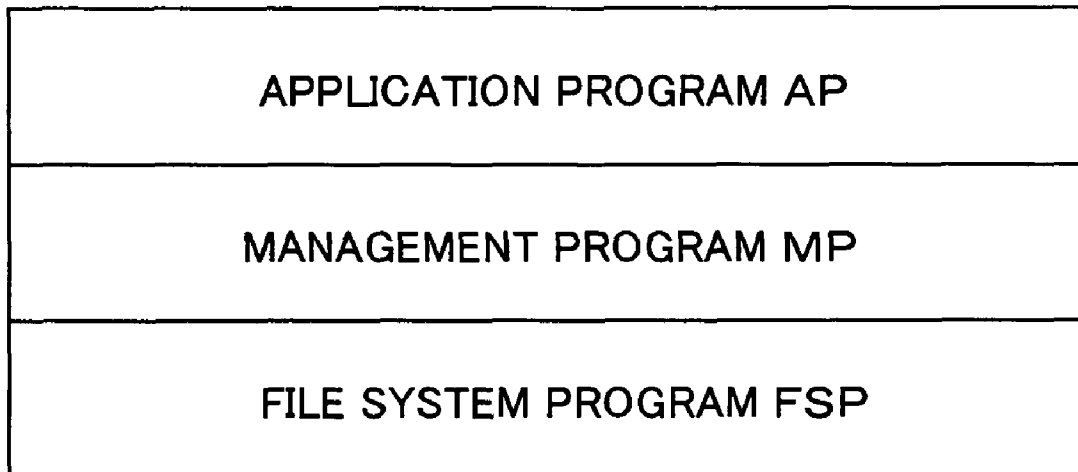 APPLICATION PROGRAM AP
MANAGEMENT PROGRAM MP
FILE SYSTEM PROGRAM FSP